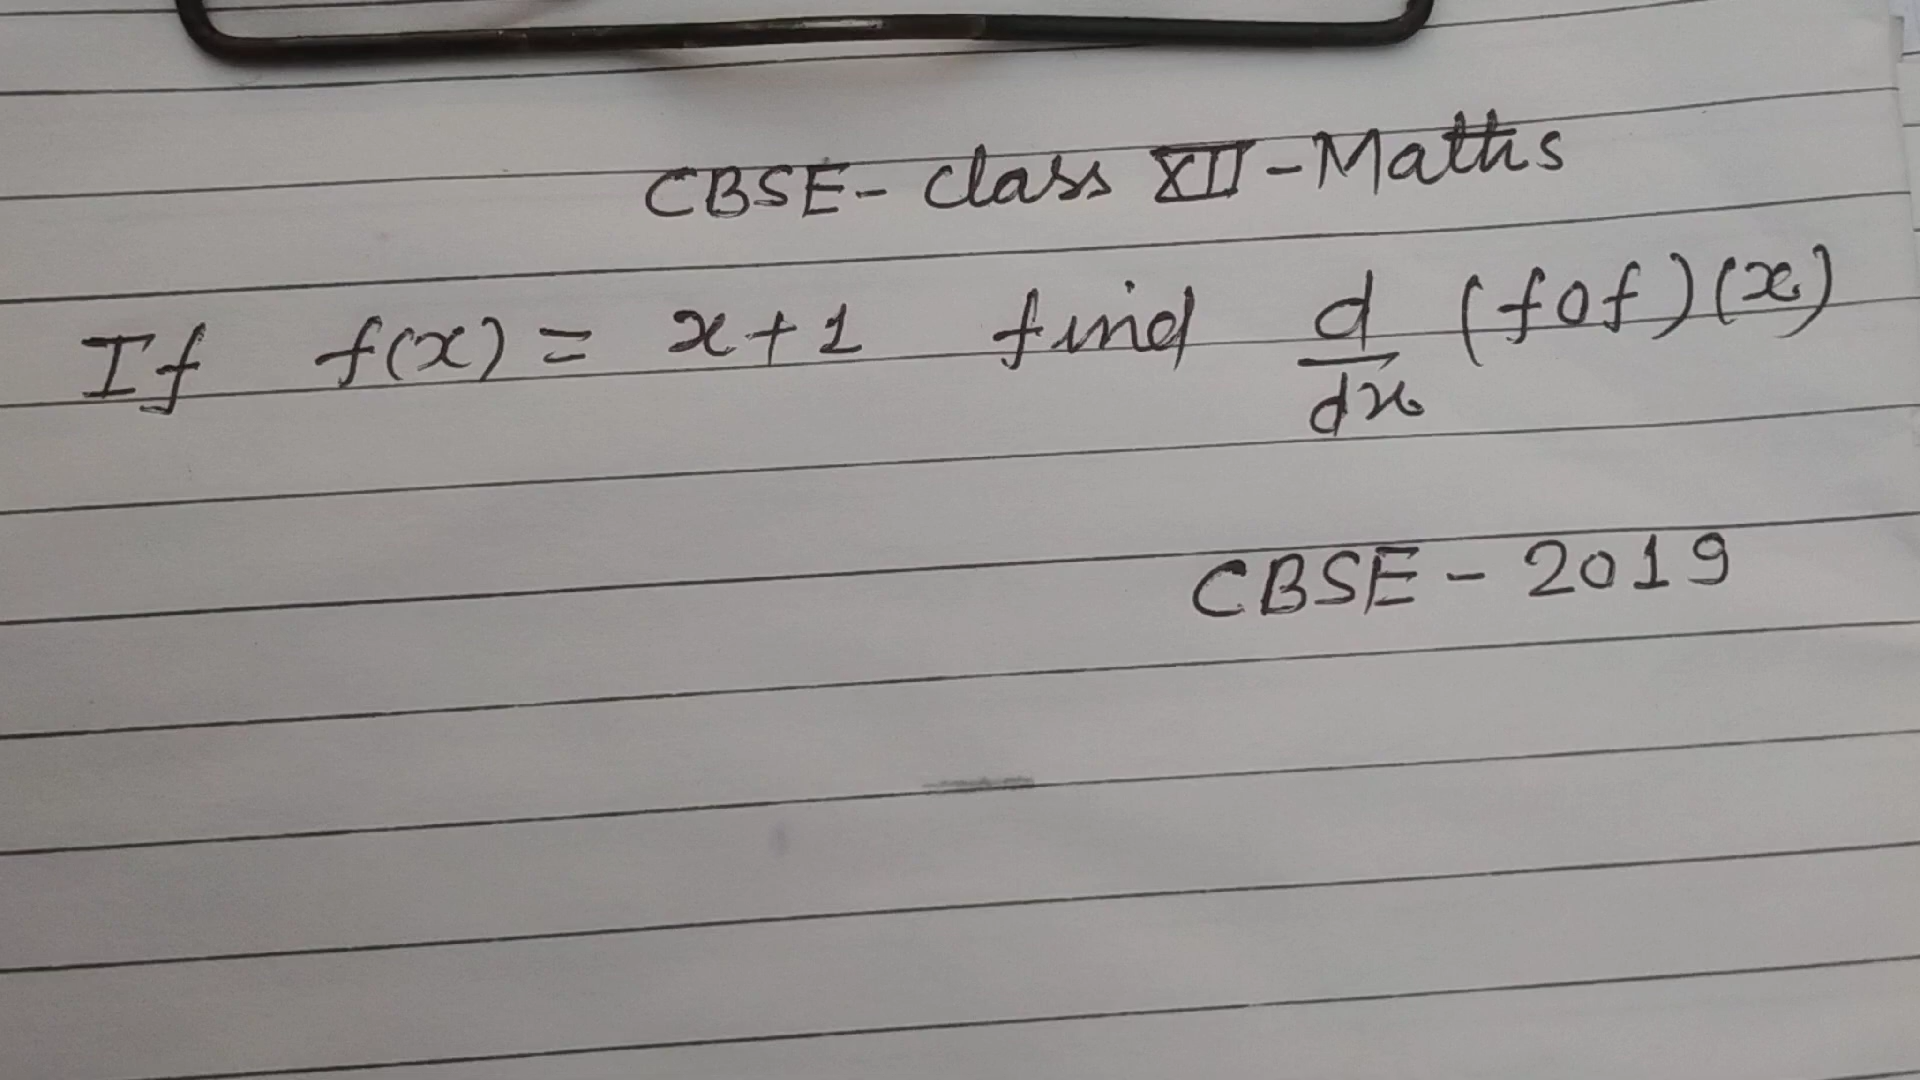 CBSE- Class XII - Maths
If f(x) = x+1 find d/dx (fof)(x)
CBSE - 2019